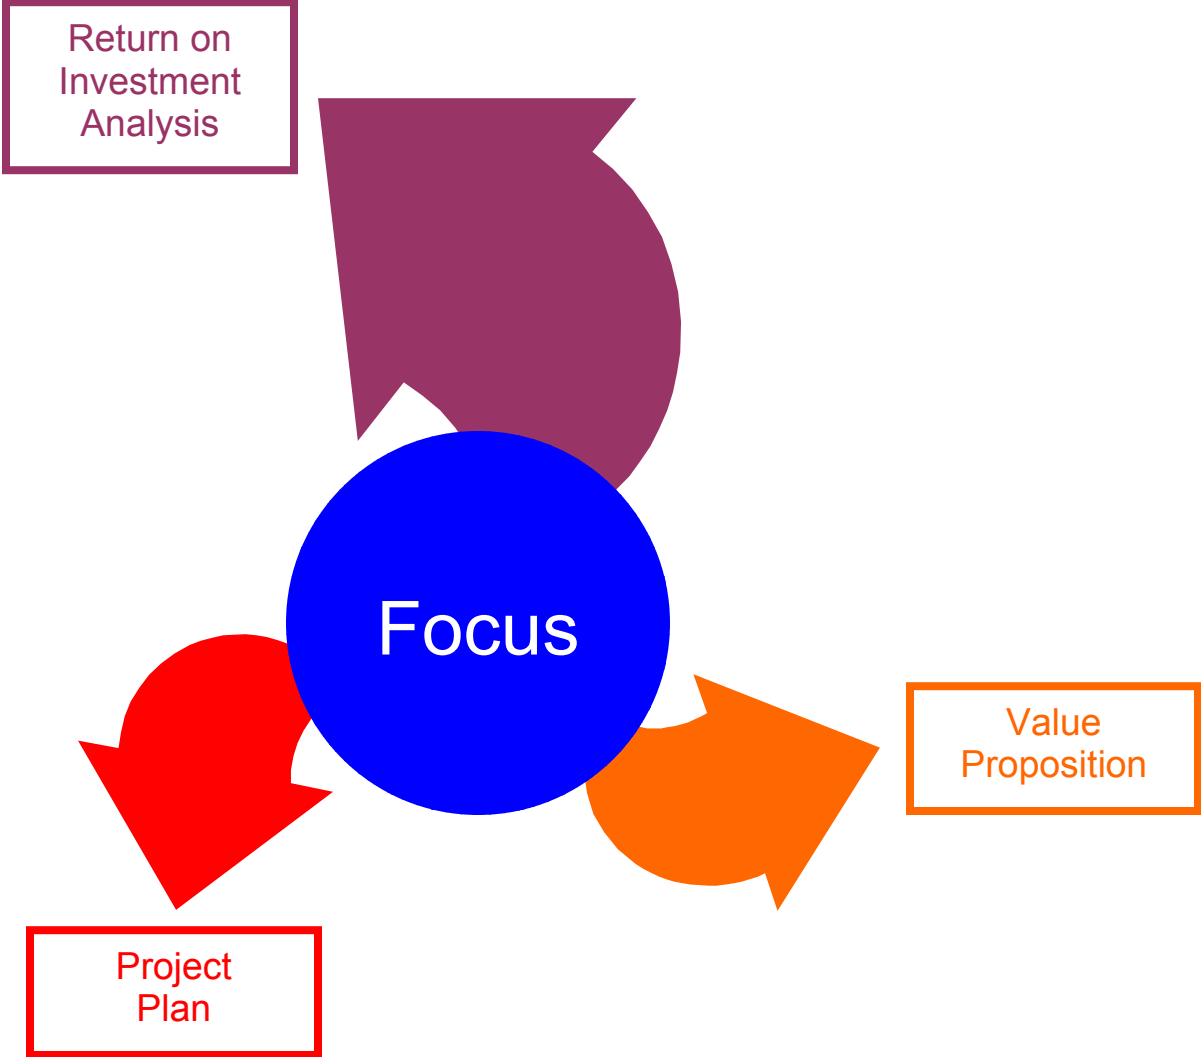 Return on
Investment
Analysis
Focus
Value
Proposition
Project
Plan